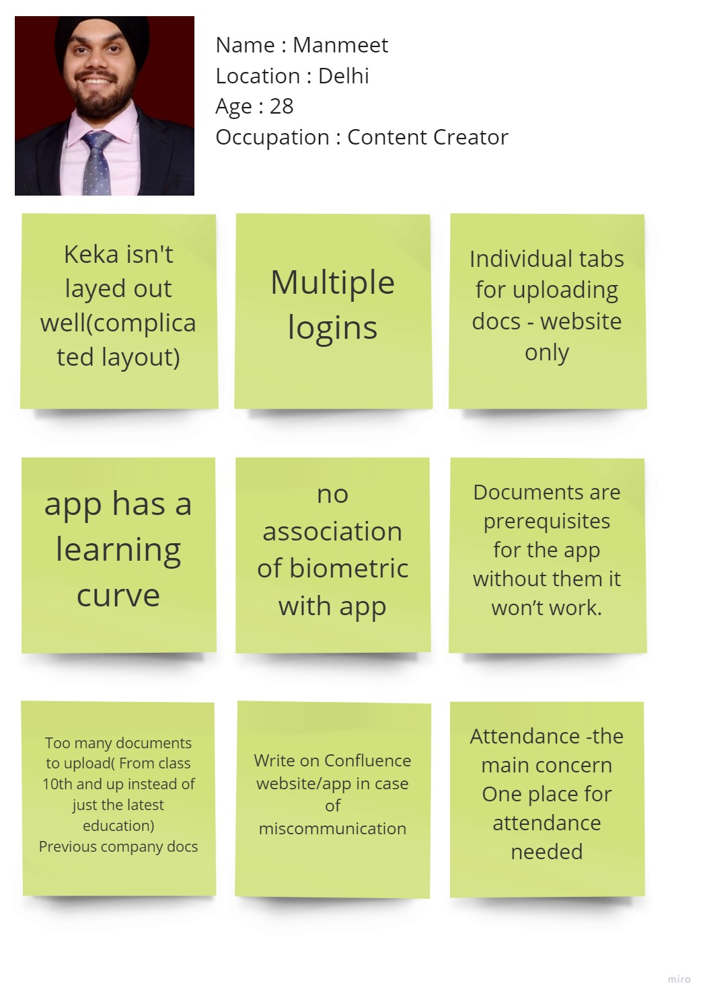 Name : Manmeet
Location : Delhi
Age : 28
Occupation : Content Creator
Keka isn't
layed out
well(complica
ted layout)
Multiple
logins
Individual tabs
for uploading
docs - website
only
app has a
learning
curve
no
association
of biometric
with app
Documents are
prerequisites
for the app
without them it
won’t work.
Too many documents
to upload( From class
10th and up instead of
just the latest
education)
Previous company docs
Write on Confluence
website/app in case
of
miscommunication
Attendance -the
main concern
One place for
attendance
needed
miro